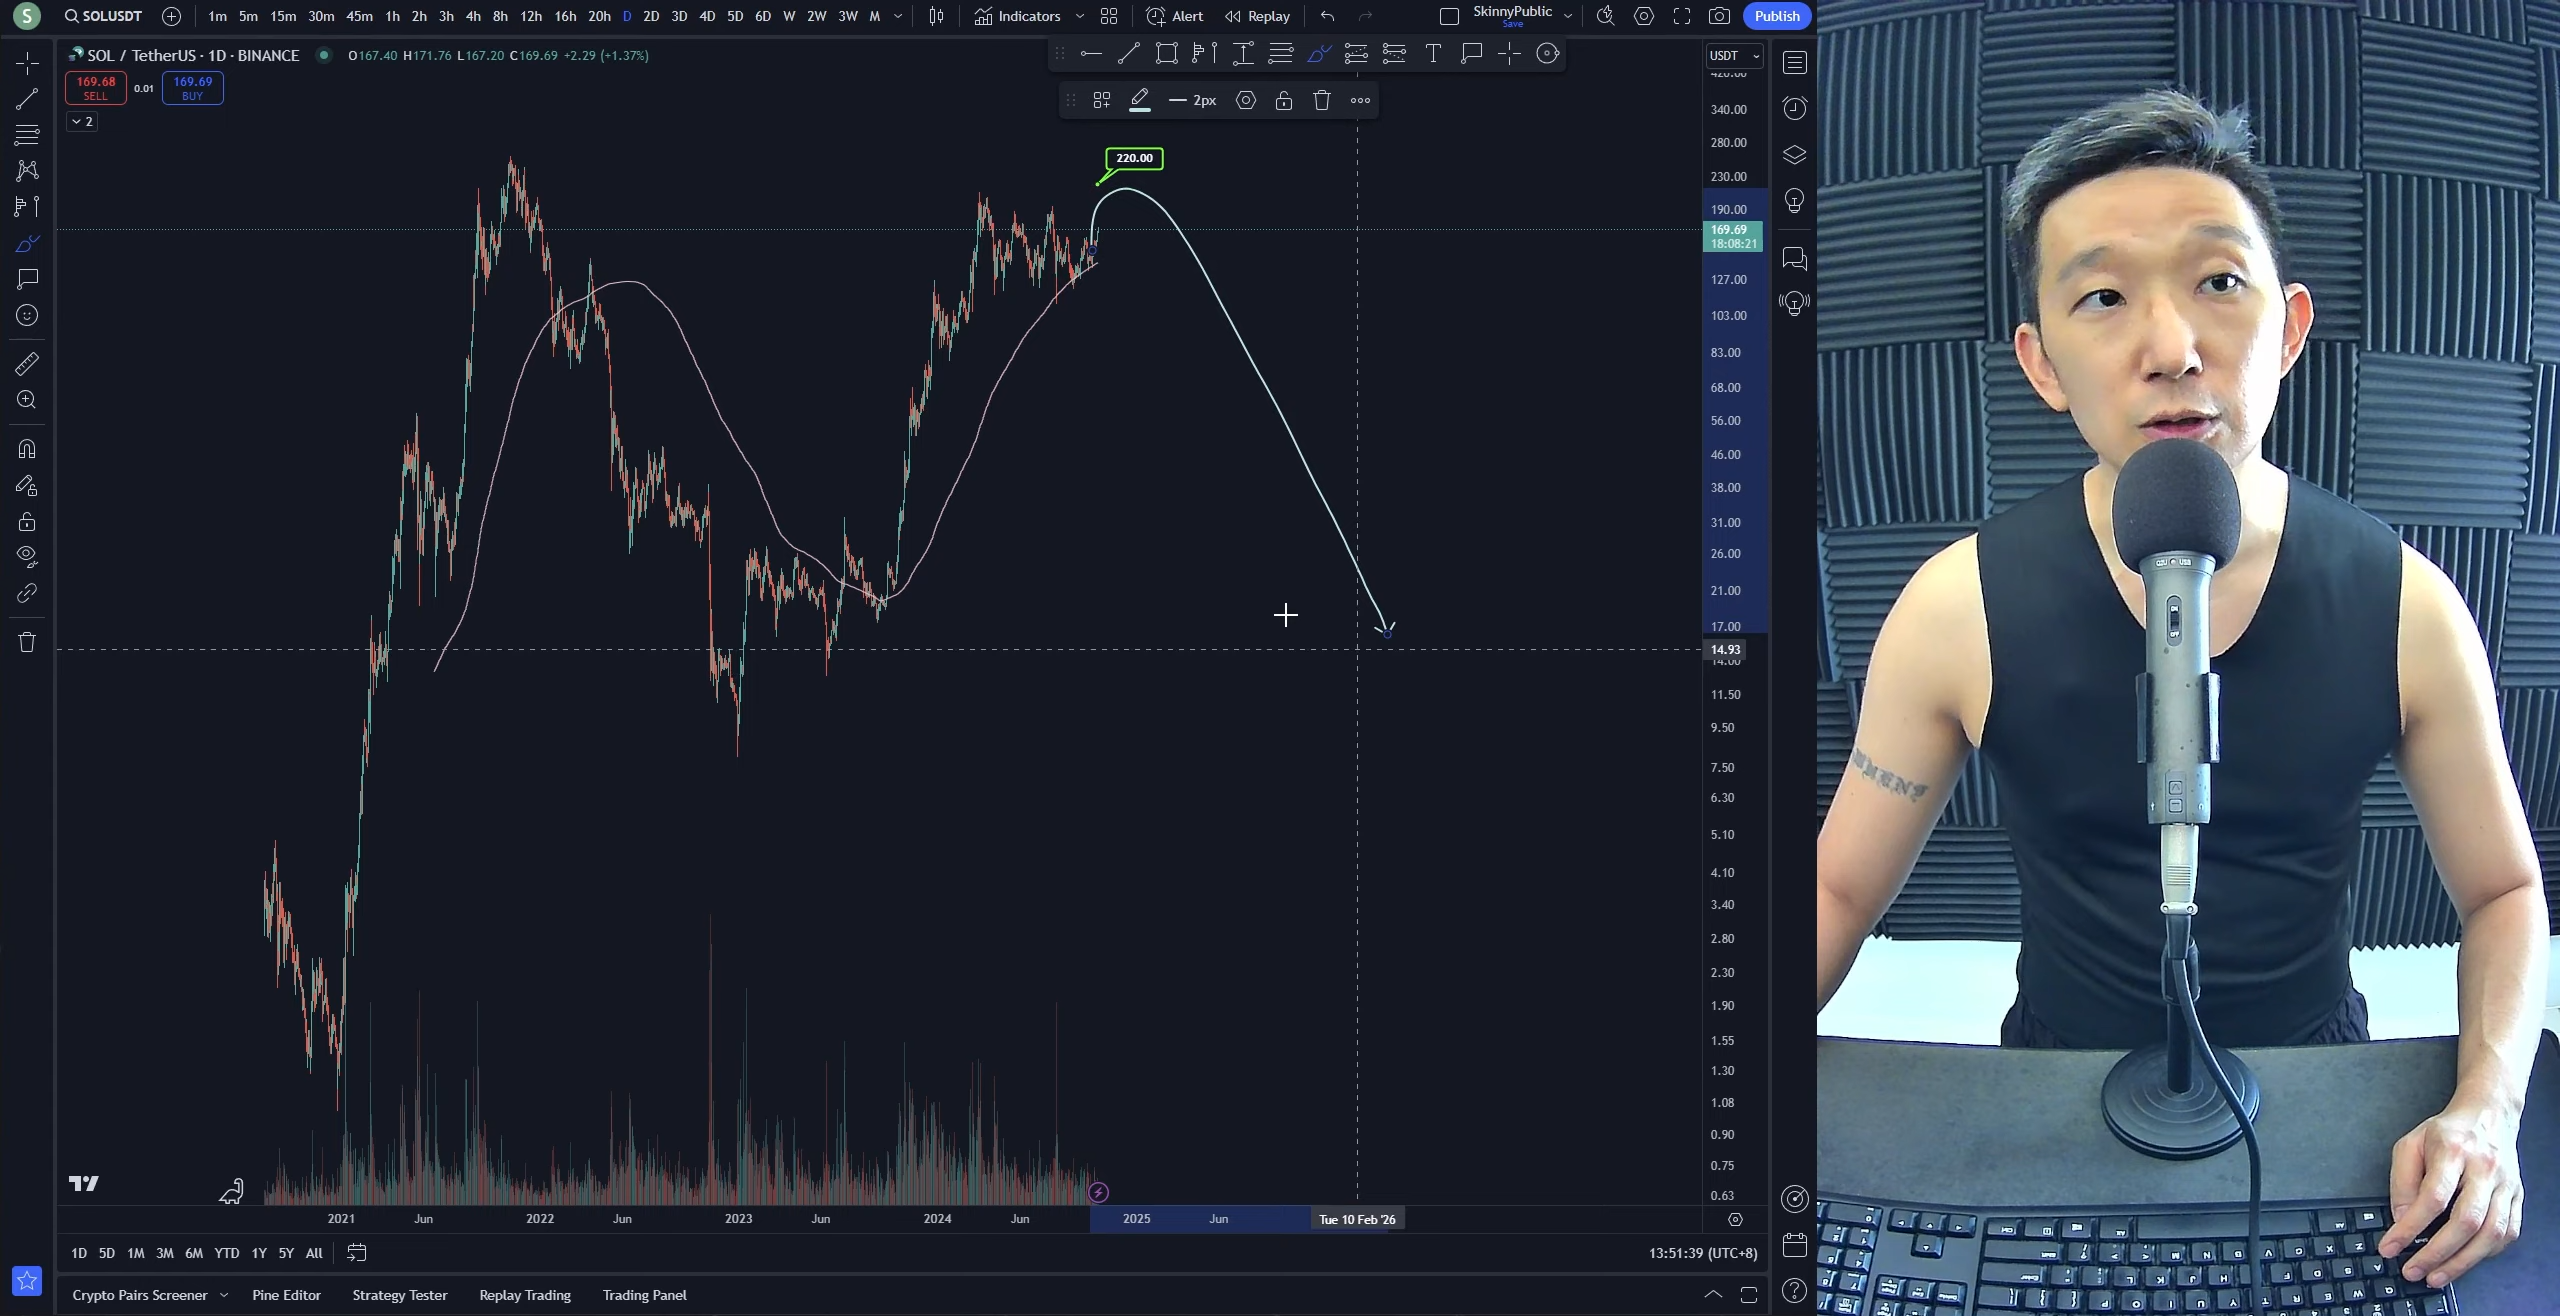 S
SOLUSDT
1m 5m 15m 30m 45m 1h 2h 3h 4h 8h 12h 16h 20h D 2D 3D 4D 5D 6D W 2W 3W M
Indicators
Alert
Replay
SkinnyPublic
Save
Publish
SOL / TetherUS · 1D · BINANCE
O167.40 H171.76 L167.20 C169.69 +2.29 (+1.37%)
USDT
169.68
SELL
0.01
169.69
BUY
2
2px
T
220.00
420.00
340.00
280.00
230.00
190.00
169.69
18:08:21
127.00
103.00
83.00
68.00
56.00
46.00
38.00
31.00
26.00
21.00
17.00
14.93
14.00
11.50
9.50
7.50
6.30
5.10
4.10
3.40
2.80
2.30
1.90
1.55
1.30
1.08
0.90
0.75
0.63
2021 Jun 2022 Jun 2023 Jun 2024 Jun 2025 Jun Tue 10 Feb '26
1D 5D 1M 3M 6M YTD 1Y 5Y All
13:51:39 (UTC+8)
Crypto Pairs Screener Pine Editor Strategy Tester Replay Trading Trading Panel